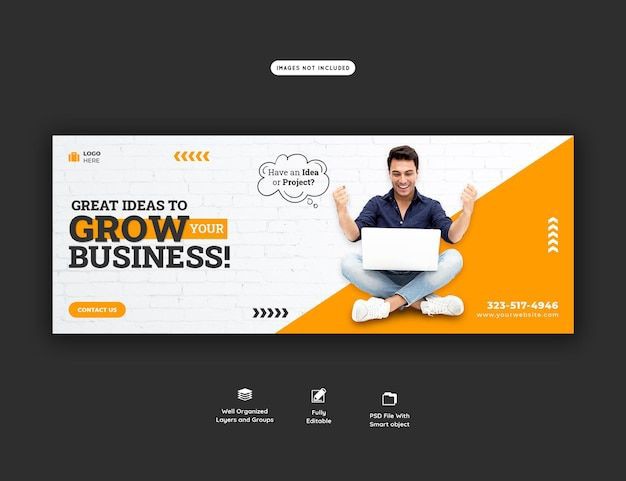 IMAGES NOT INCLUDED
LOGO
HERE
Have an Idea
or Project?
GREAT IDEAS TO
GROW YOUR
BUSINESS!
CONTACT US
323-517-4946
www.yourwebsite.com
Well Organized
Layers and Groups
Fully
Editable
PSD File With
Smart object